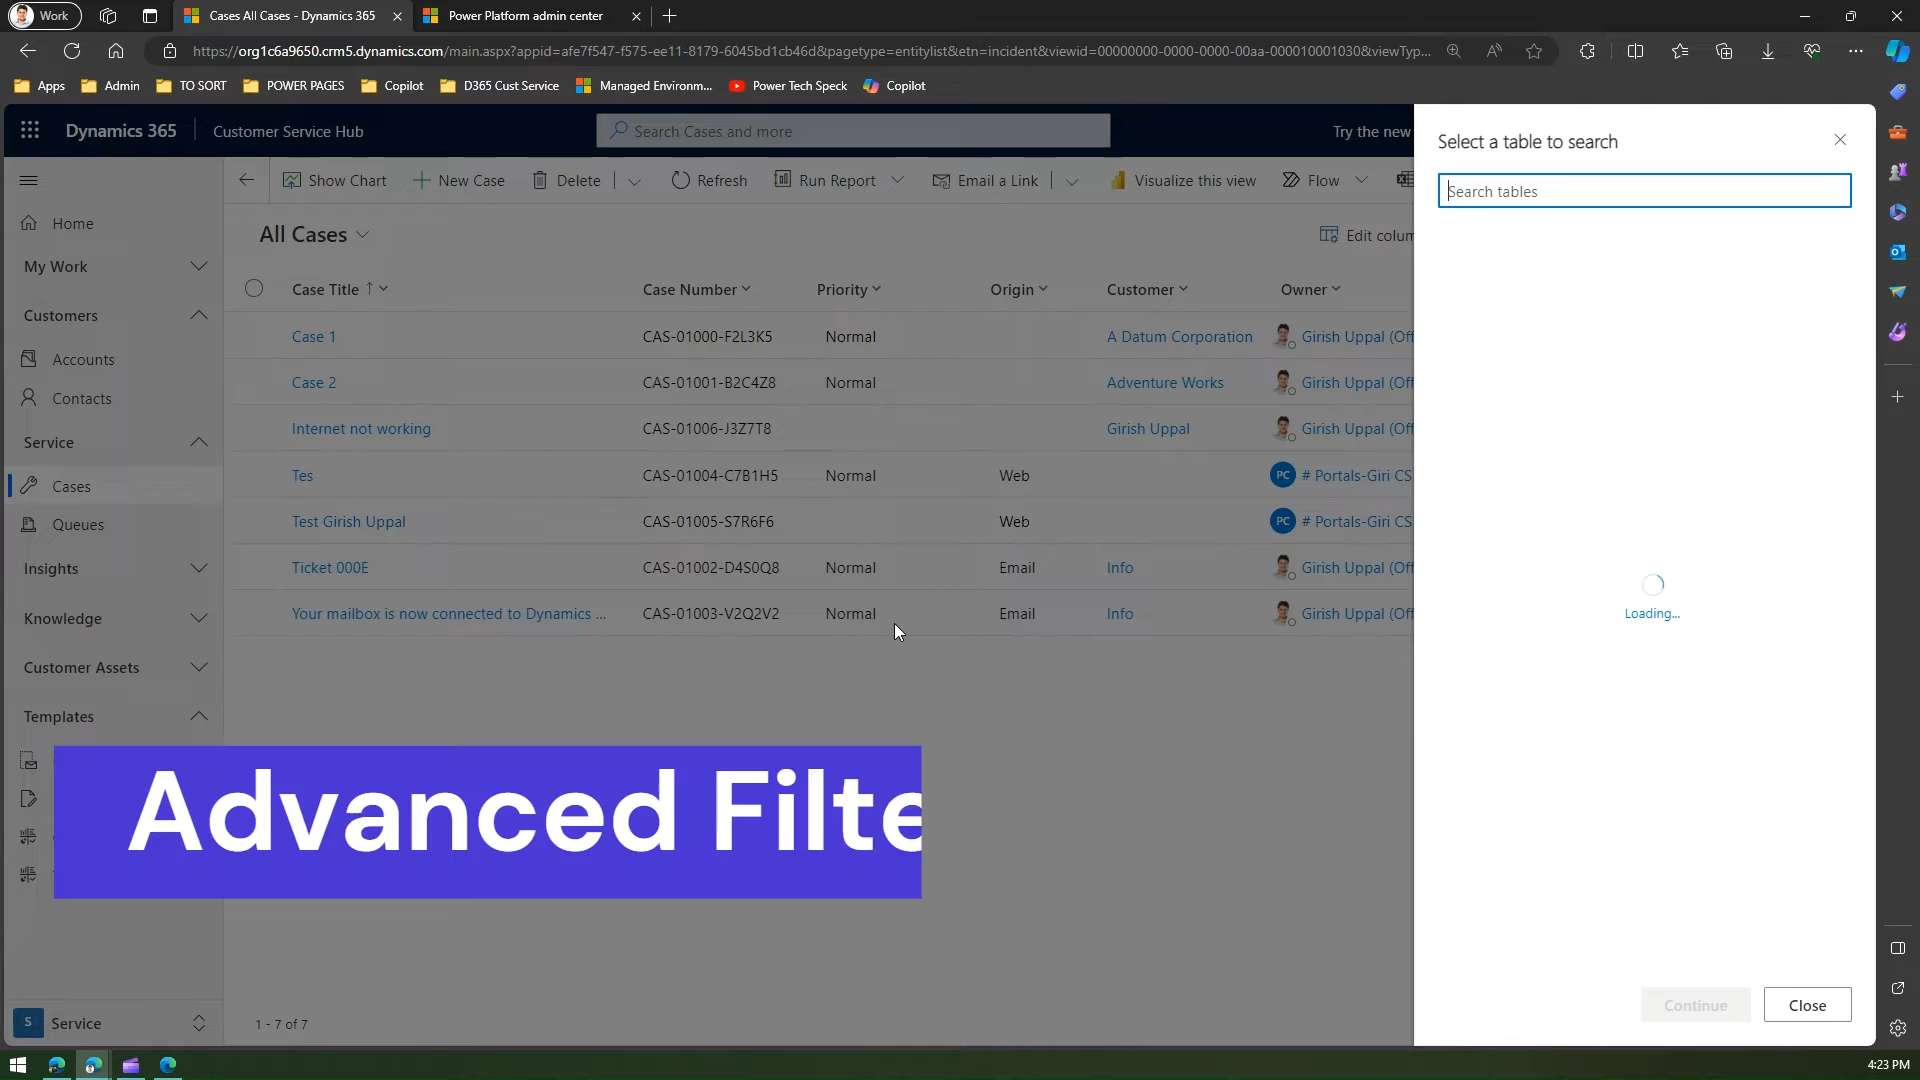 Work
Cases All Cases - Dynamics 365
Power Platform admin center
https://org1c6a9650.crm5.dynamics.com/main.aspx?appid=afe7f547-f575-ee11-8179-6045bd1cb46d&pagetype=entitylist&etn=incident&viewid=00000000-0000-0000-00aa-000010001030&viewTyp...
Apps
Admin
TO SORT
POWER PAGES
Copilot
D365 Cust Service
Managed Environm...
Power Tech Speck
Copilot
Dynamics 365
Customer Service Hub
Search Cases and more
Try the new
Select a table to search
Search tables
Show Chart
New Case
Delete
Refresh
Run Report
Email a Link
Visualize this view
Flow
Home
My Work
Customers
Accounts
Contacts
Service
Cases
Queues
Insights
Knowledge
Customer Assets
Templates
All Cases
Edit colum
Case Title ↑ Case Number Priority Origin Customer Owner
Case 1 CAS-01000-F2L3K5 Normal A Datum Corporation Girish Uppal (Off
Case 2 CAS-01001-B2C4Z8 Normal Adventure Works Girish Uppal (Off
Internet not working CAS-01006-J3Z7T8 Girish Uppal Girish Uppal (Off
Tes CAS-01004-C7B1H5 Normal Web PC # Portals-Giri CS
Test Girish Uppal CAS-01005-S7R6F6 Web PC # Portals-Giri CS
Ticket 000E CAS-01002-D4S0Q8 Normal Email Info Girish Uppal (Off
Your mailbox is now connected to Dynamics ... CAS-01003-V2Q2V2 Normal Email Info Girish Uppal (Off
Loading...
Advanced Filte
S Service
1 - 7 of 7
Continue
Close
4:23 PM